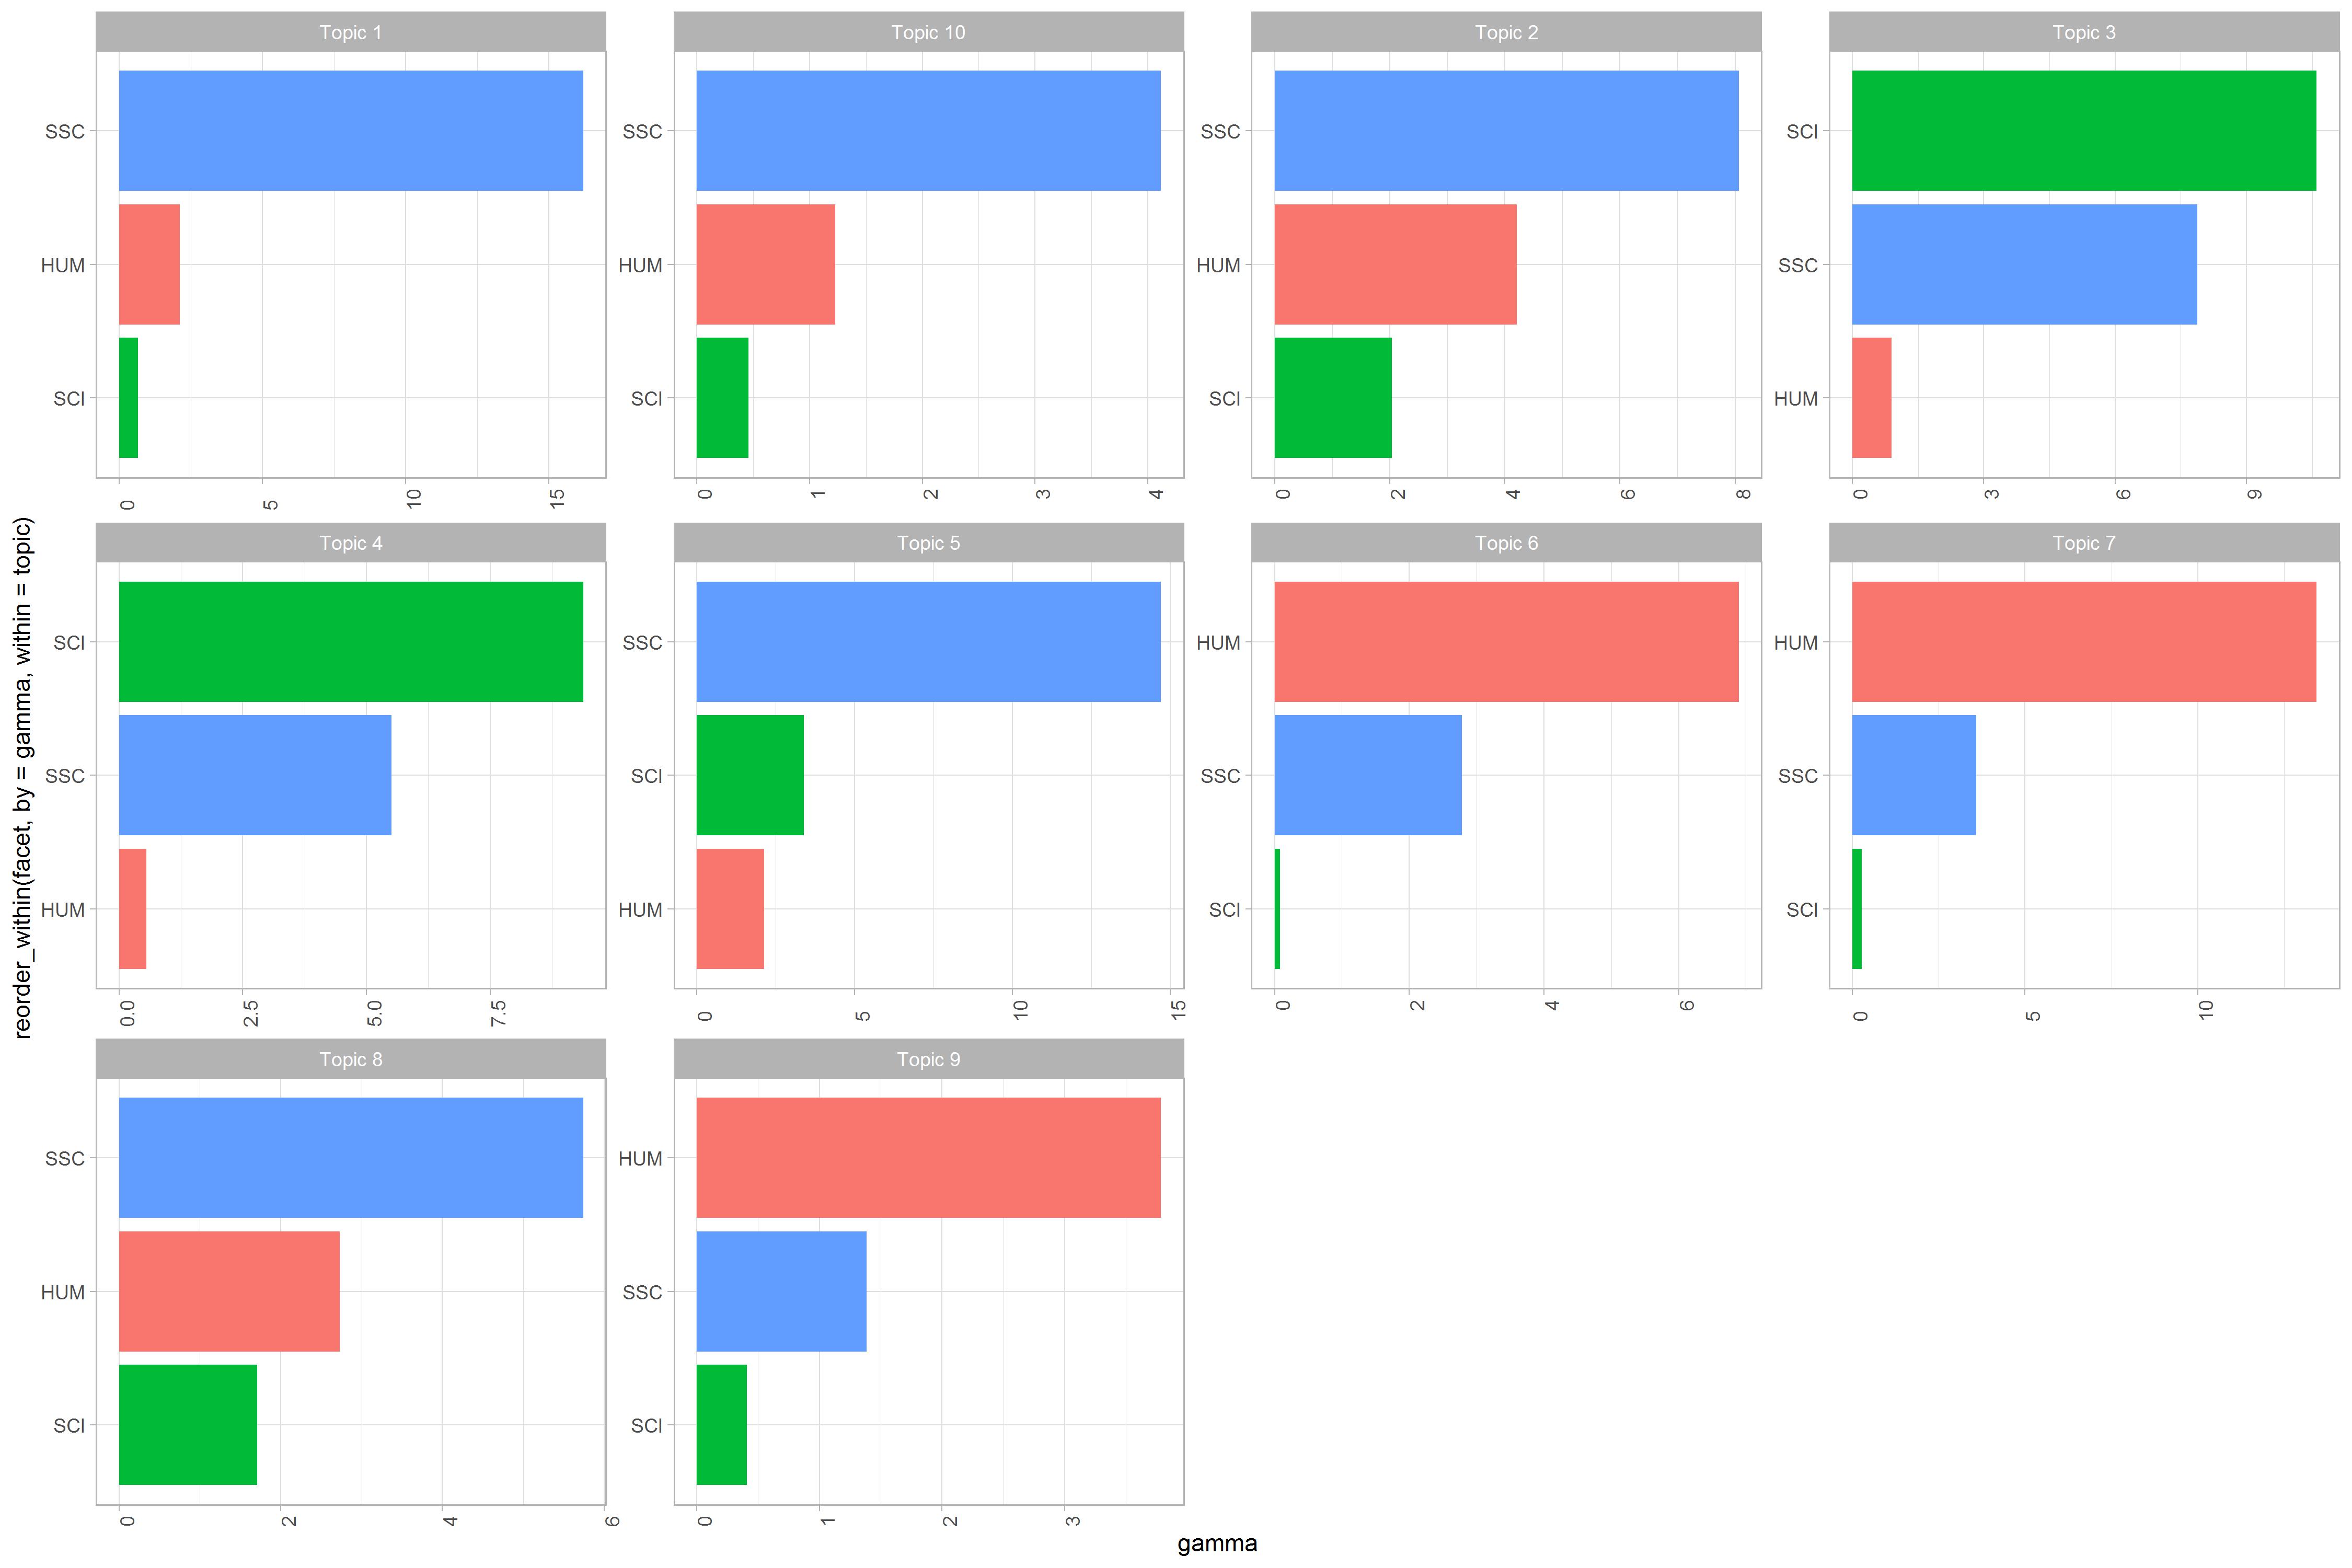 Topic 1
Topic 10
Topic 2
Topic 3
SSC
HUM
SCI
SSC
HUM
SCI
SSC
HUM
SCI
SCI
SSC
HUM
0 5 10 15
0 1 2 3 4
0 2 4 6 8
0 3 6 9
Topic 4
Topic 5
Topic 6
Topic 7
SCI
SSC
HUM
SSC
SCI
HUM
HUM
SSC
SCI
HUM
SSC
SCI
0.0 2.5 5.0 7.5
0 5 10 15
0 2 4 6
0 5 10
Topic 8
Topic 9
SSC
HUM
SCI
HUM
SSC
SCI
0 2 4 6
0 1 2 3
gamma
reorder_within(facet, by = gamma, within = topic)